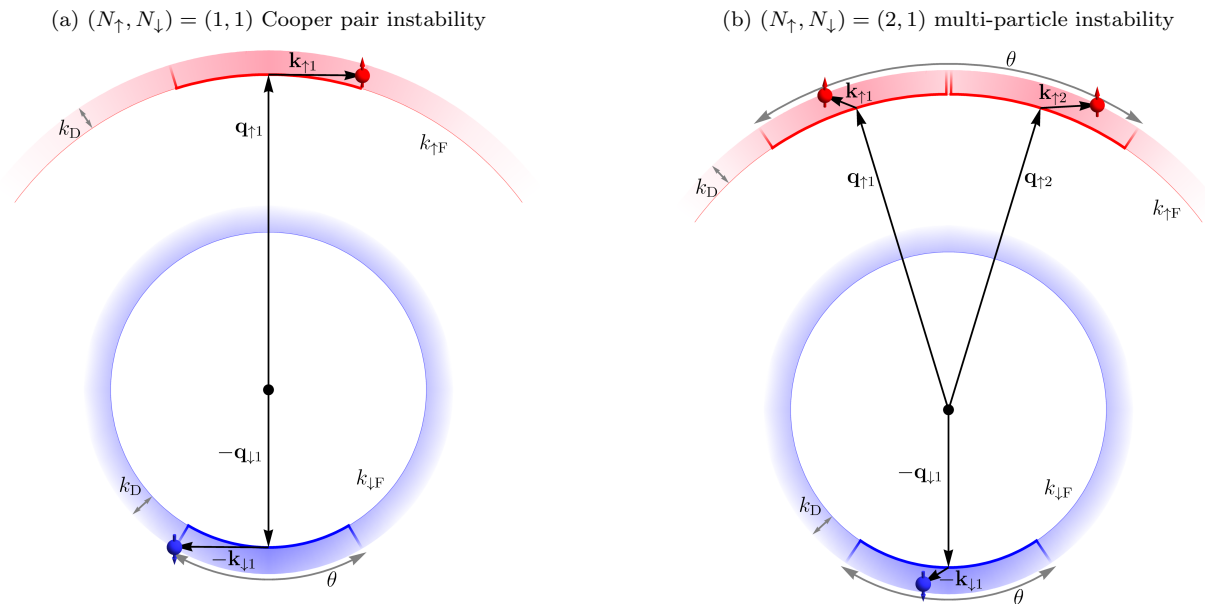 (a) (N↑, N↓) = (1, 1) Cooper pair instability
k↑1
kD
q↑1
k↑F
−q↓1
kD
k↓F
−k↓1
θ
(b) (N↑, N↓) = (2, 1) multi-particle instability
θ
k↑1
k↑2
kD
q↑1
q↑2
k↑F
−q↓1
kD
k↓F
−k↓1
θ